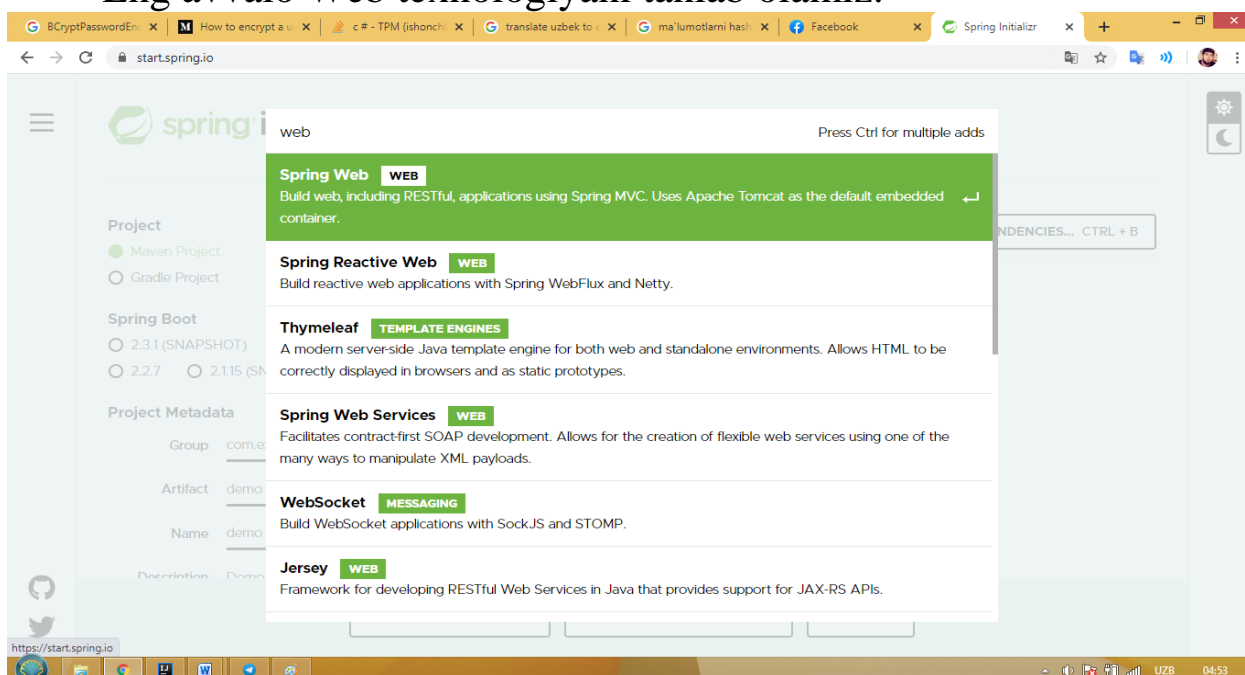 Eng avvalo Web texnologiyani tanlab olamiz.
BCryptPasswordEnc
How to encrypt a u
c # - TPM (ishonchl
translate uzbek to e
ma'lumotlarni hash
Facebook
Spring Initializr
start.spring.io
spring i
web
Press Ctrl for multiple adds
Spring Web WEB
Build web, including RESTful, applications using Spring MVC. Uses Apache Tomcat as the default embedded
container.
Project
NDENCIES... CTRL + B
Maven Project
Gradle Project
Spring Reactive Web WEB
Build reactive web applications with Spring WebFlux and Netty.
Spring Boot
2.3.1 (SNAPSHOT)
2.2.7 2.1.15 (SN
Thymeleaf TEMPLATE ENGINES
A modern server-side Java template engine for both web and standalone environments. Allows HTML to be
correctly displayed in browsers and as static prototypes.
Project Metadata
Group com.e
Artifact demo
Name demo
Description Demo
Spring Web Services WEB
Facilitates contract-first SOAP development. Allows for the creation of flexible web services using one of the
many ways to manipulate XML payloads.
WebSocket MESSAGING
Build WebSocket applications with SockJS and STOMP.
Jersey WEB
Framework for developing RESTful Web Services in Java that provides support for JAX-RS APIs.
https://start.spring.io
UZB 04:53